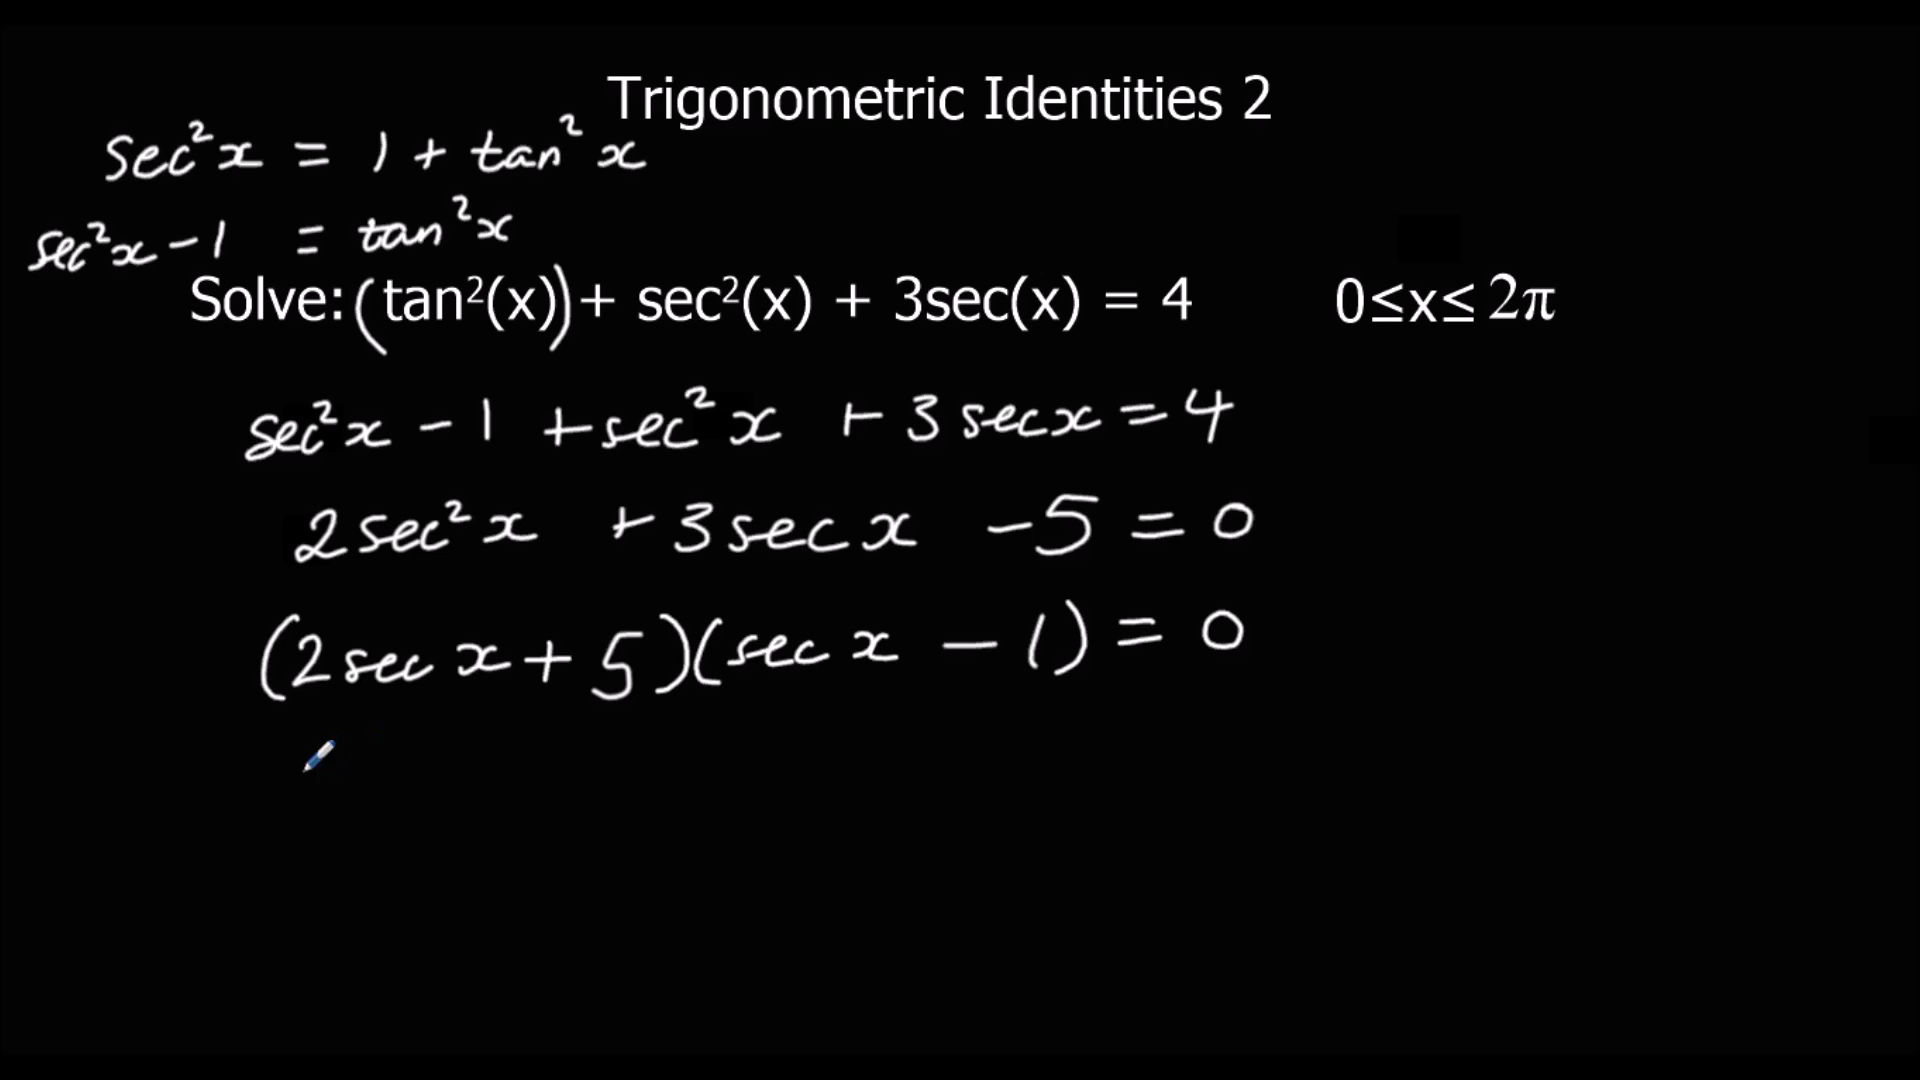 Trigonometric Identities 2
sec²x = 1 + tan²x
sec²x - 1 = tan²x
Solve: (tan²(x)) + sec²(x) + 3sec(x) = 4 0≤x≤ 2π
sec²x - 1 + sec²x + 3 secx = 4
2sec²x + 3secx - 5 = 0
(2secx + 5)(secx - 1) = 0